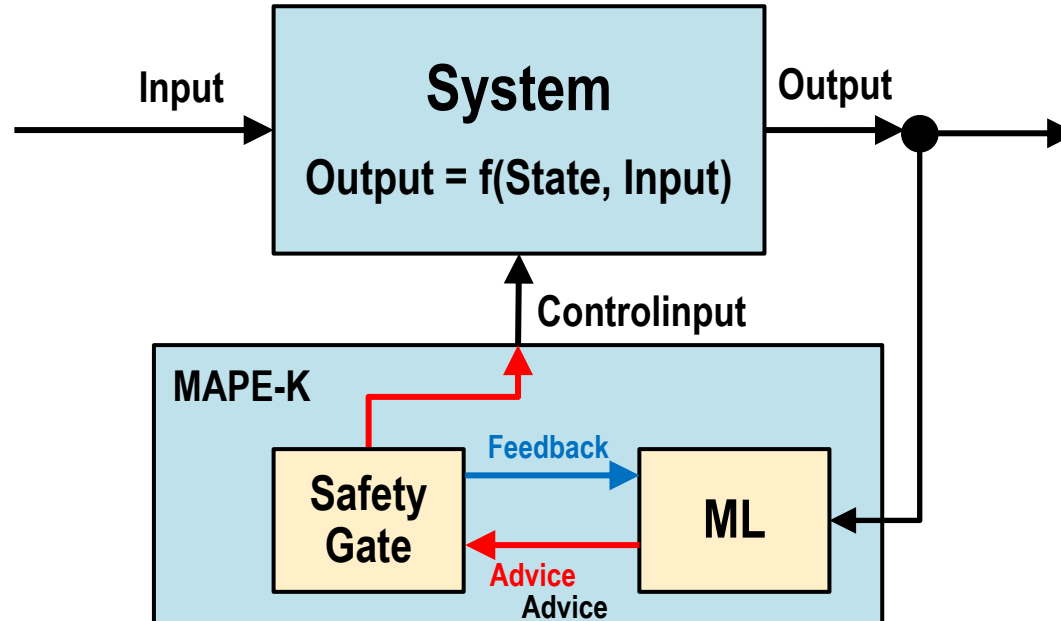 Input
System
Output
Output = f(State, Input)
Controlinput
MAPE-K
Feedback
Safety
Gate
ML
Advice
Advice